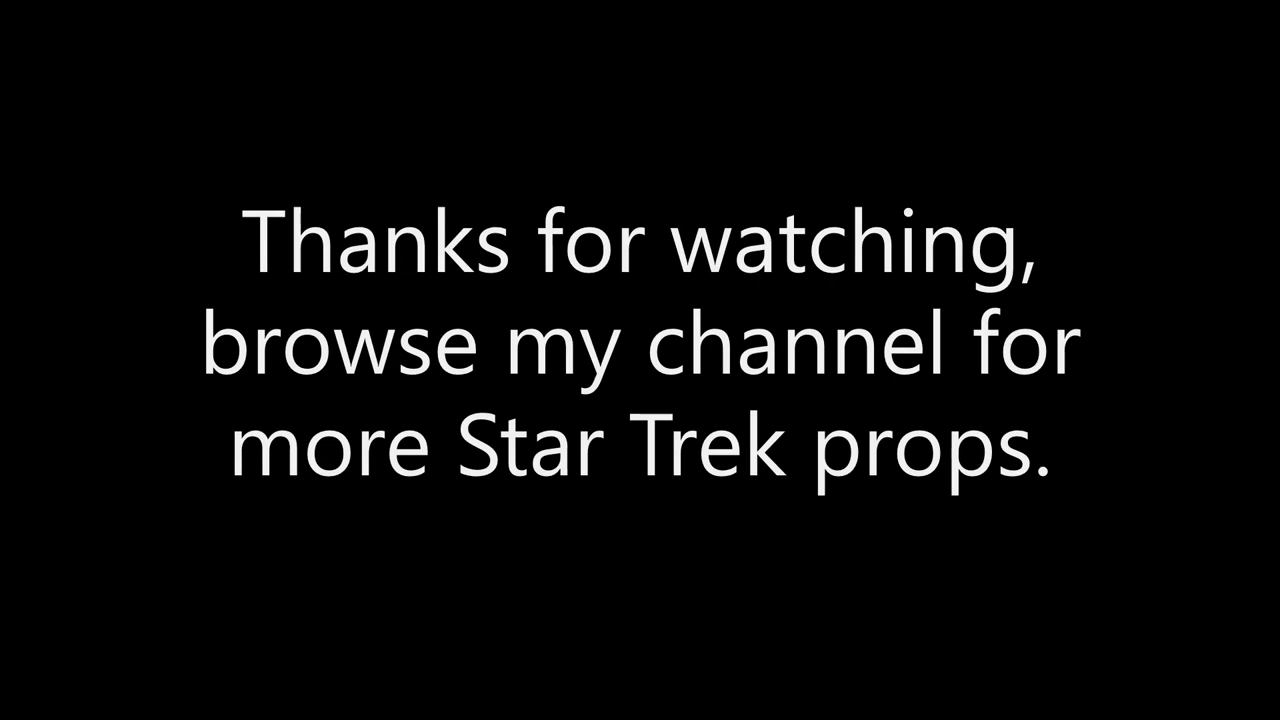 Thanks for watching,
browse my channel for
more Star Trek props.